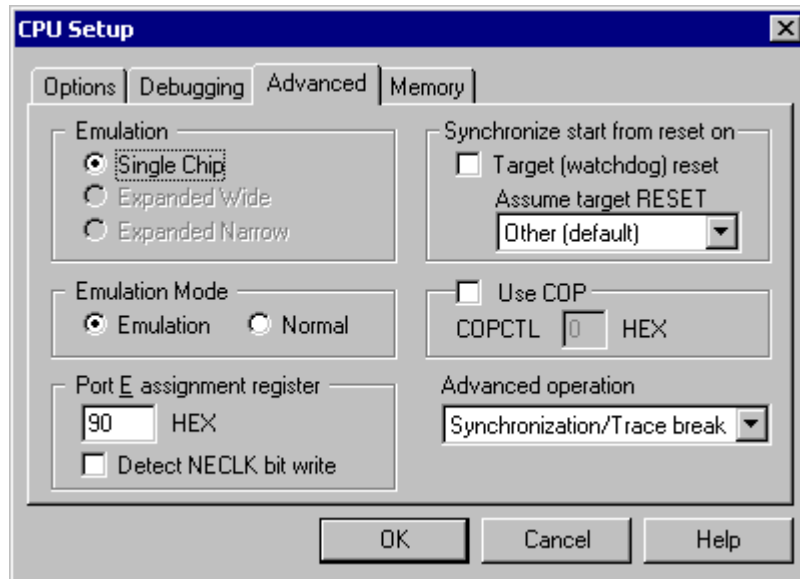 CPU Setup
Options Debugging Advanced Memory
Emulation
Single Chip
Expanded Wide
Expanded Narrow
Synchronize start from reset on
Target (watchdog) reset
Assume target RESET
Other (default)
Emulation Mode
Emulation Normal
Use COP
COPCTL 0 HEX
Port E assignment register
90 HEX
Detect NECLK bit write
Advanced operation
Synchronization/Trace break
OK Cancel Help